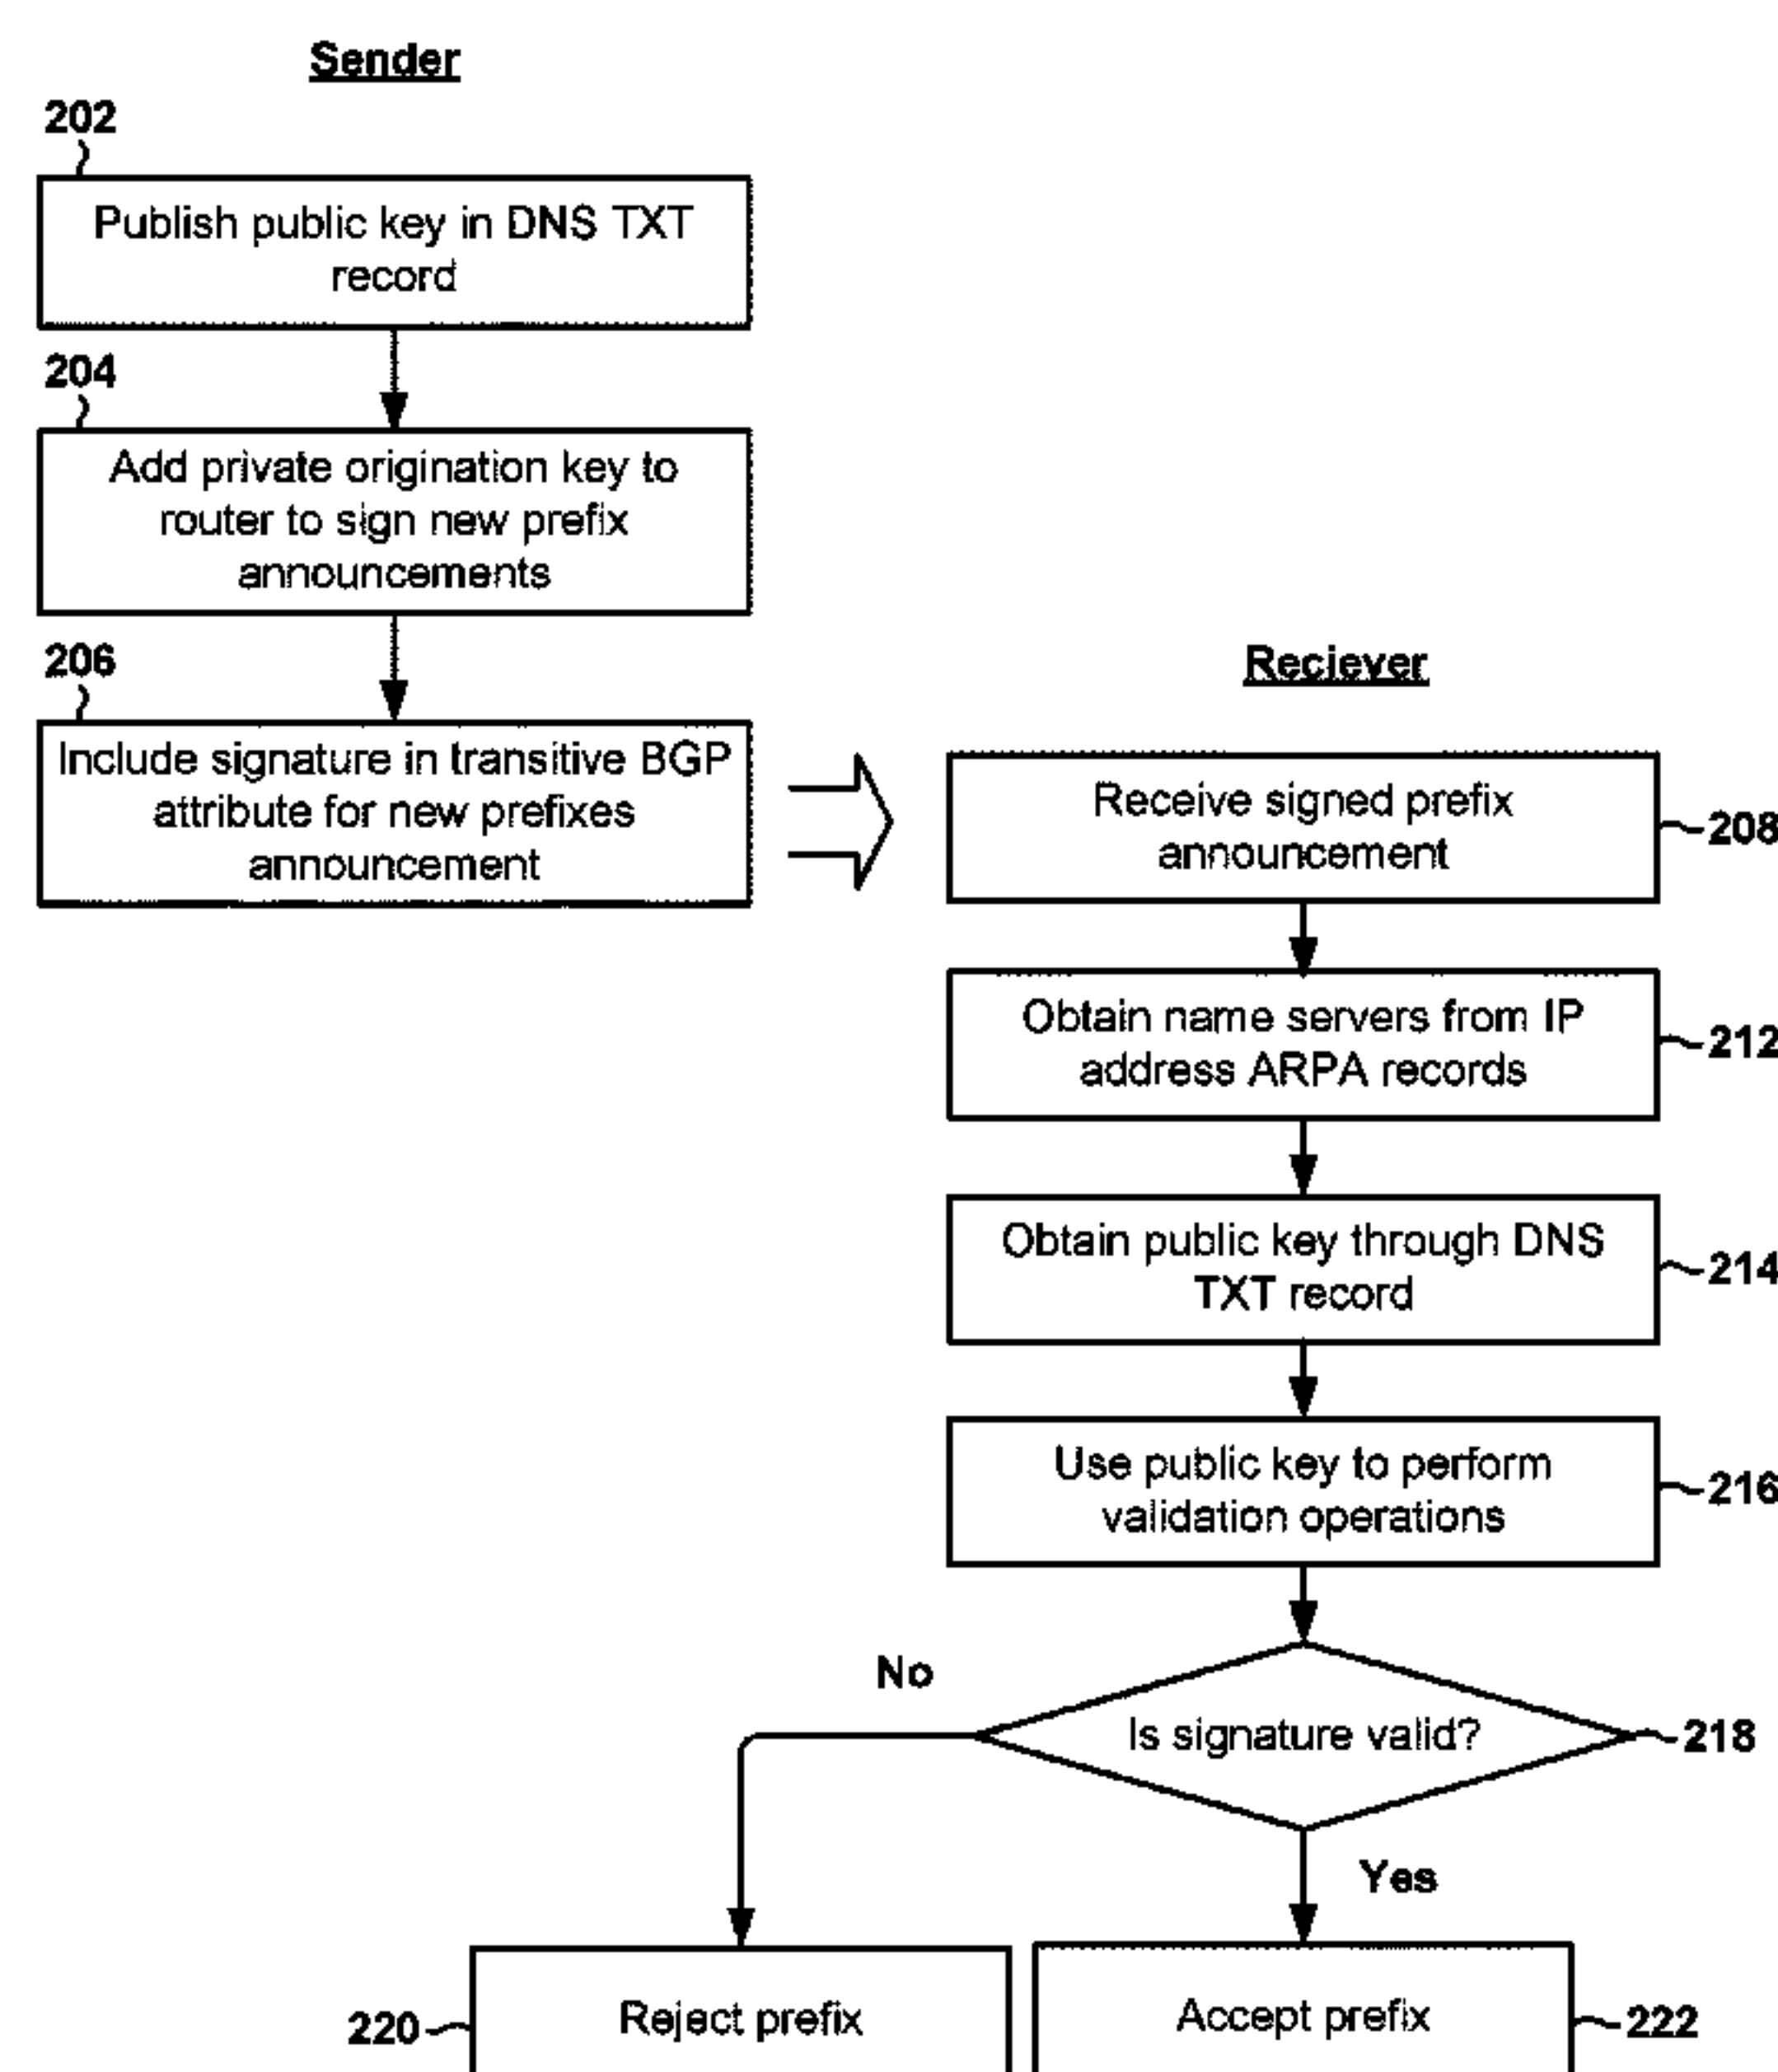 Sender
202
Publish public key in DNS TXT
record
204
Add private origination key to
router to sign new prefix
announcements
206
Include signature in transitive BGP
attribute for new prefixes
announcement
Reciever
Receive signed prefix
announcement
208
Obtain name servers from IP
address ARPA records
212
Obtain public key through DNS
TXT record
214
Use public key to perform
validation operations
216
No
Is signature valid?
218
Yes
220
Reject prefix
Accept prefix
222